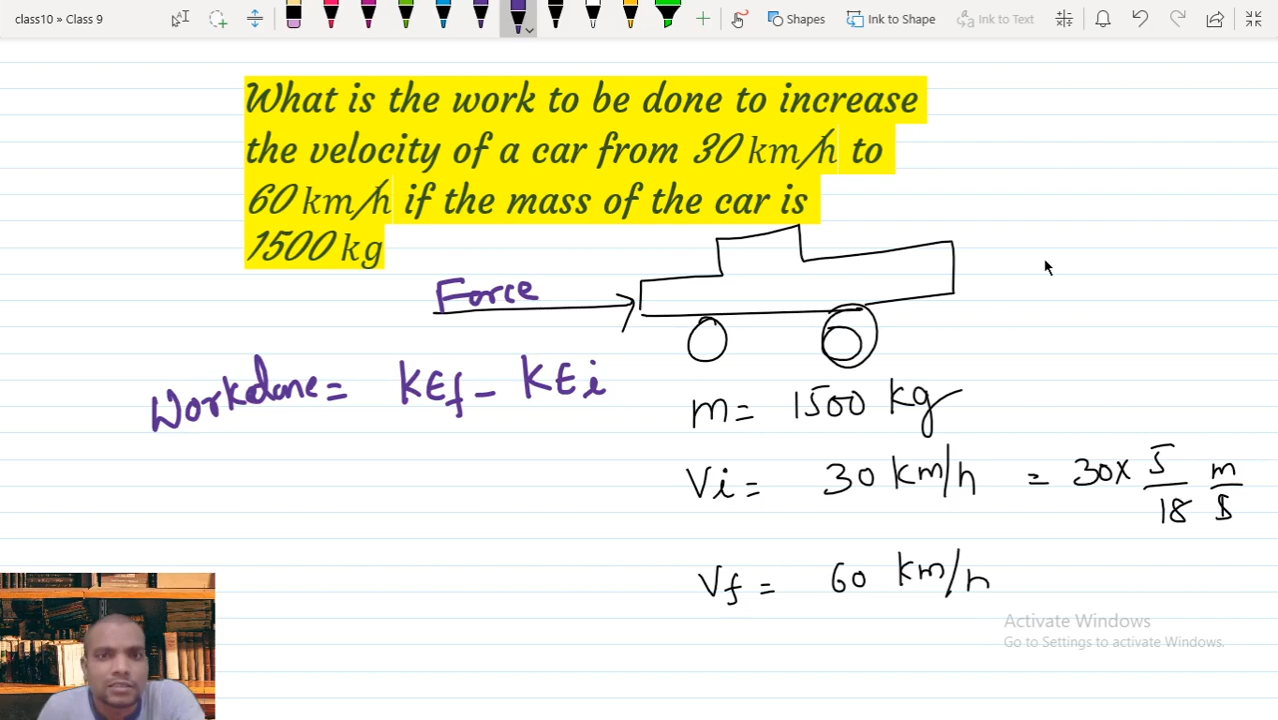 class10 » Class 9
Shapes
Ink to Shape
Ink to Text
What is the work to be done to increase
the velocity of a car from 30 km/h to
60 km/h if the mass of the car is
1500 kg
Force
Workdone = KEf - KEi
m = 1500 kg
Vi = 30 km/h = 30 × 5/18 m/s
Vf = 60 km/h
Activate Windows
Go to Settings to activate Windows.